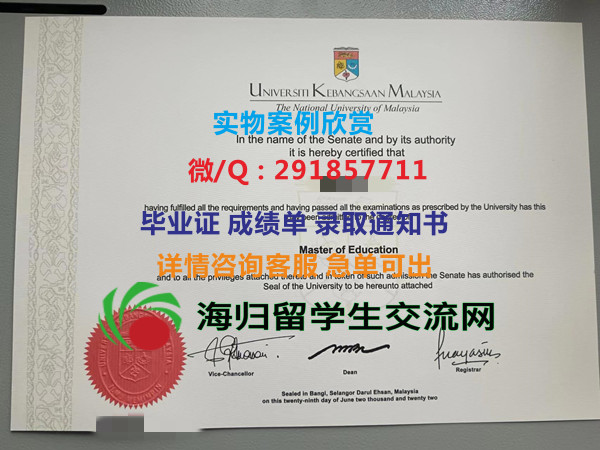 UNIVERSITI KEBANGSAAN MALAYSIA
The National University of Malaysia
实物案例欣赏
In the name of the Senate and by its authority
it is hereby certified that
微/Q：291857711
having fulfilled all the requirements and having passed all the examinations as prescribed by the University has this
毕业证 成绩单 录取通知书
Master of Education
详情咨询客服 急单可出
and to all the privileges attached thereto and in token of such admission the Senate has authorised the
Seal of the University to be hereunto attached
海归留学生交流网
Vice-Chancellor
Dean
Registrar
Sealed in Bangi, Selangor Darul Ehsan, Malaysia
on this twenty-ninth day of June two thousand and twenty two